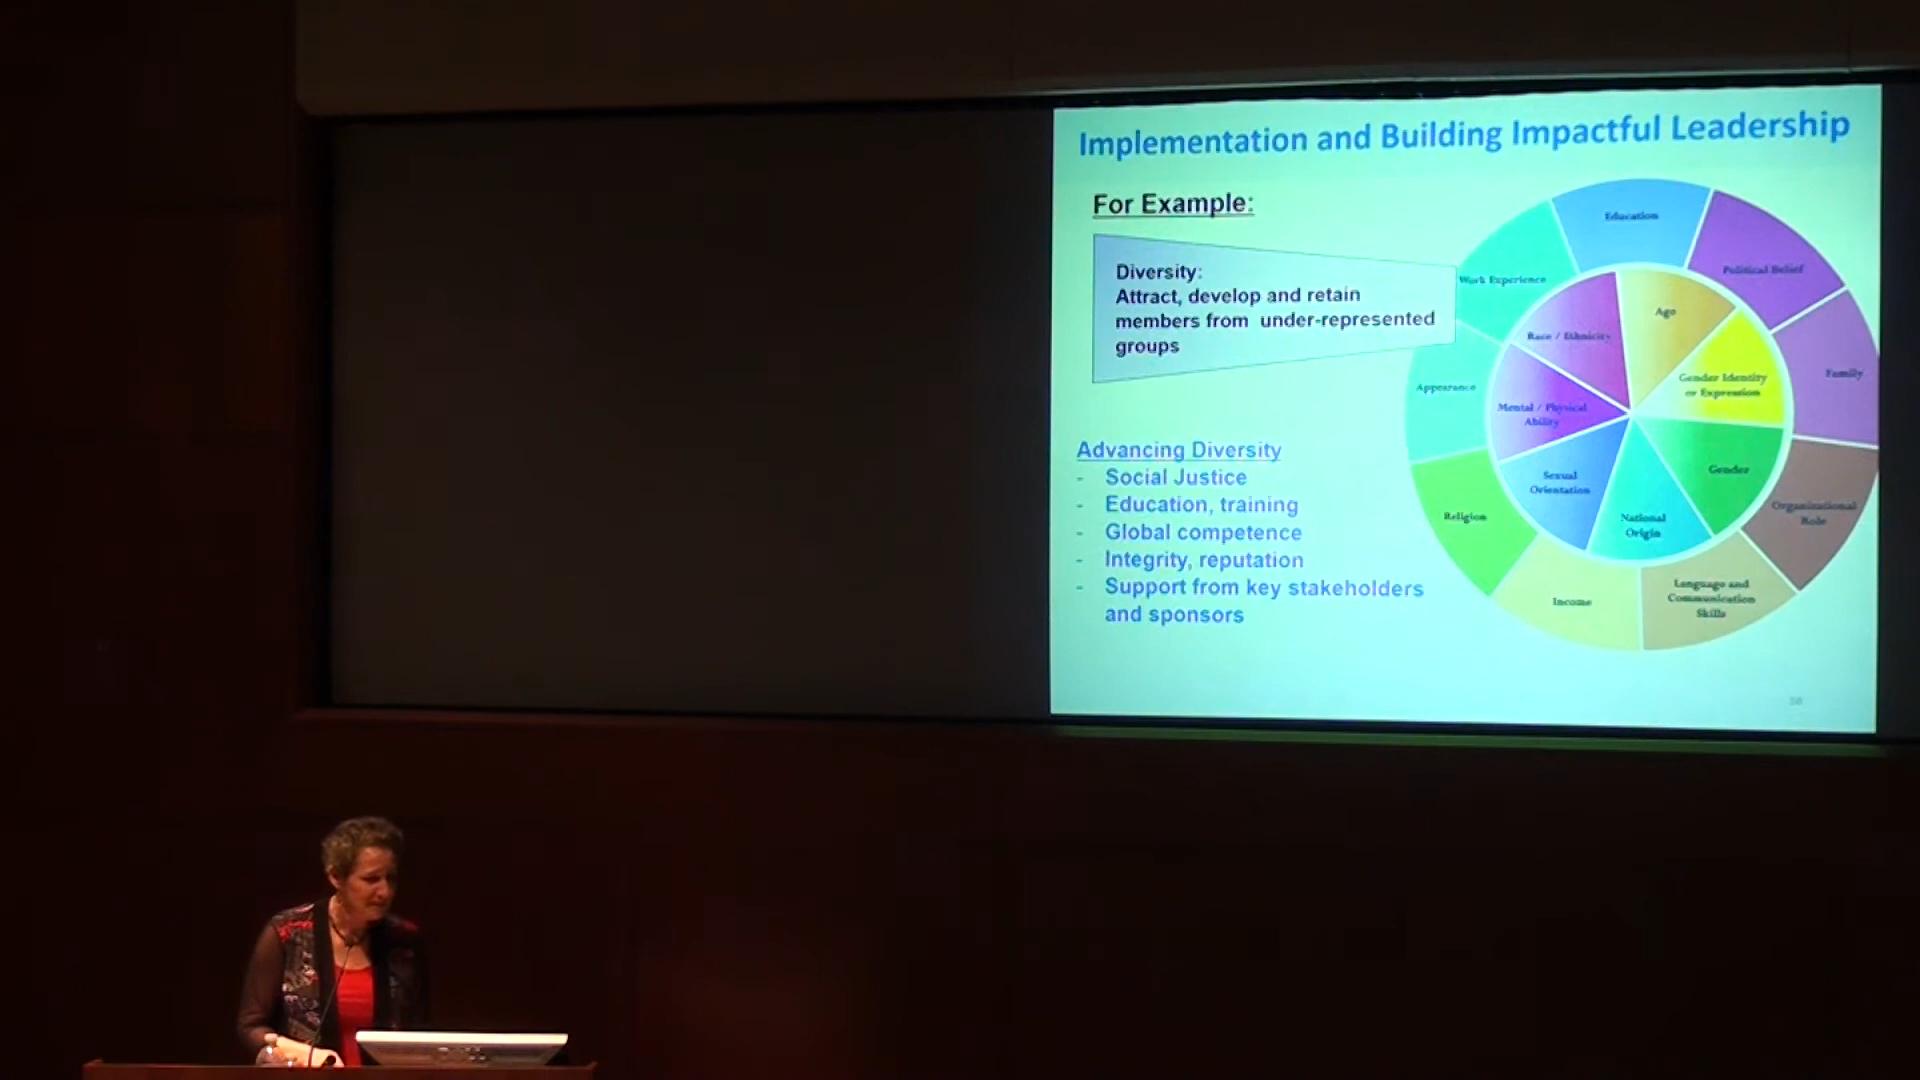 Implementation and Building Impactful Leadership
For Example:
Diversity:
Attract, develop and retain
members from under-represented
groups
Advancing Diversity
- Social Justice
- Education, training
- Global competence
- Integrity, reputation
- Support from key stakeholders
and sponsors
Education
Political Belief
Family
Organizational
Role
Language and
Communication
Skills
Income
Religion
Appearance
Work Experience
Age
Gender Identity
or Expression
Gender
National
Origin
Sexual
Orientation
Mental / Physical
Ability
Race / Ethnicity